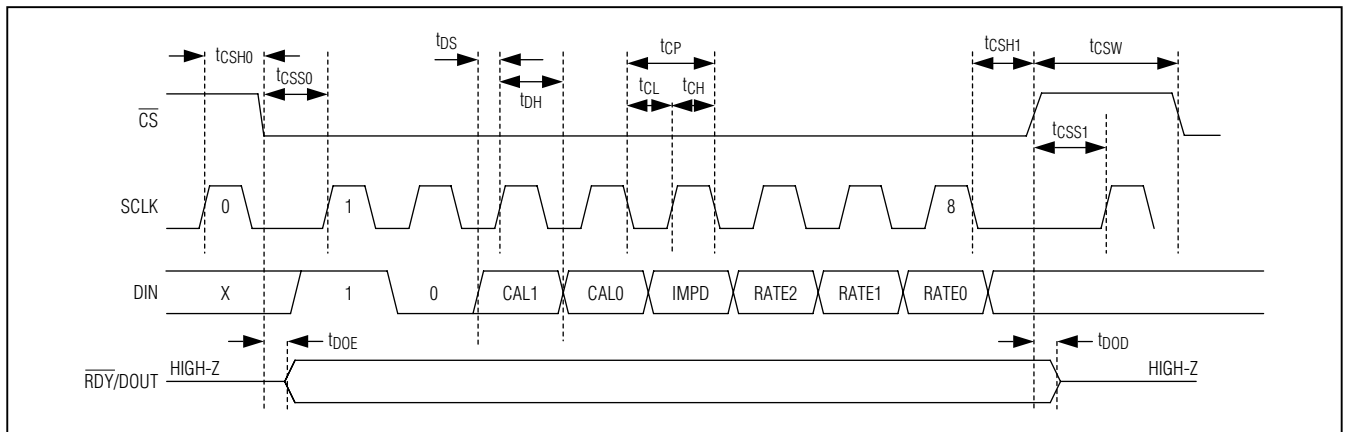 tCSH0 tDS tCP tCSH1 tCSW
tCSS0 tDH tCL tCH
CS tCSS1
SCLK 0 1 8
DIN X 1 0 CAL1 CAL0 IMPD RATE2 RATE1 RATE0
tDOE tDOD
RDY/DOUT HIGH-Z HIGH-Z